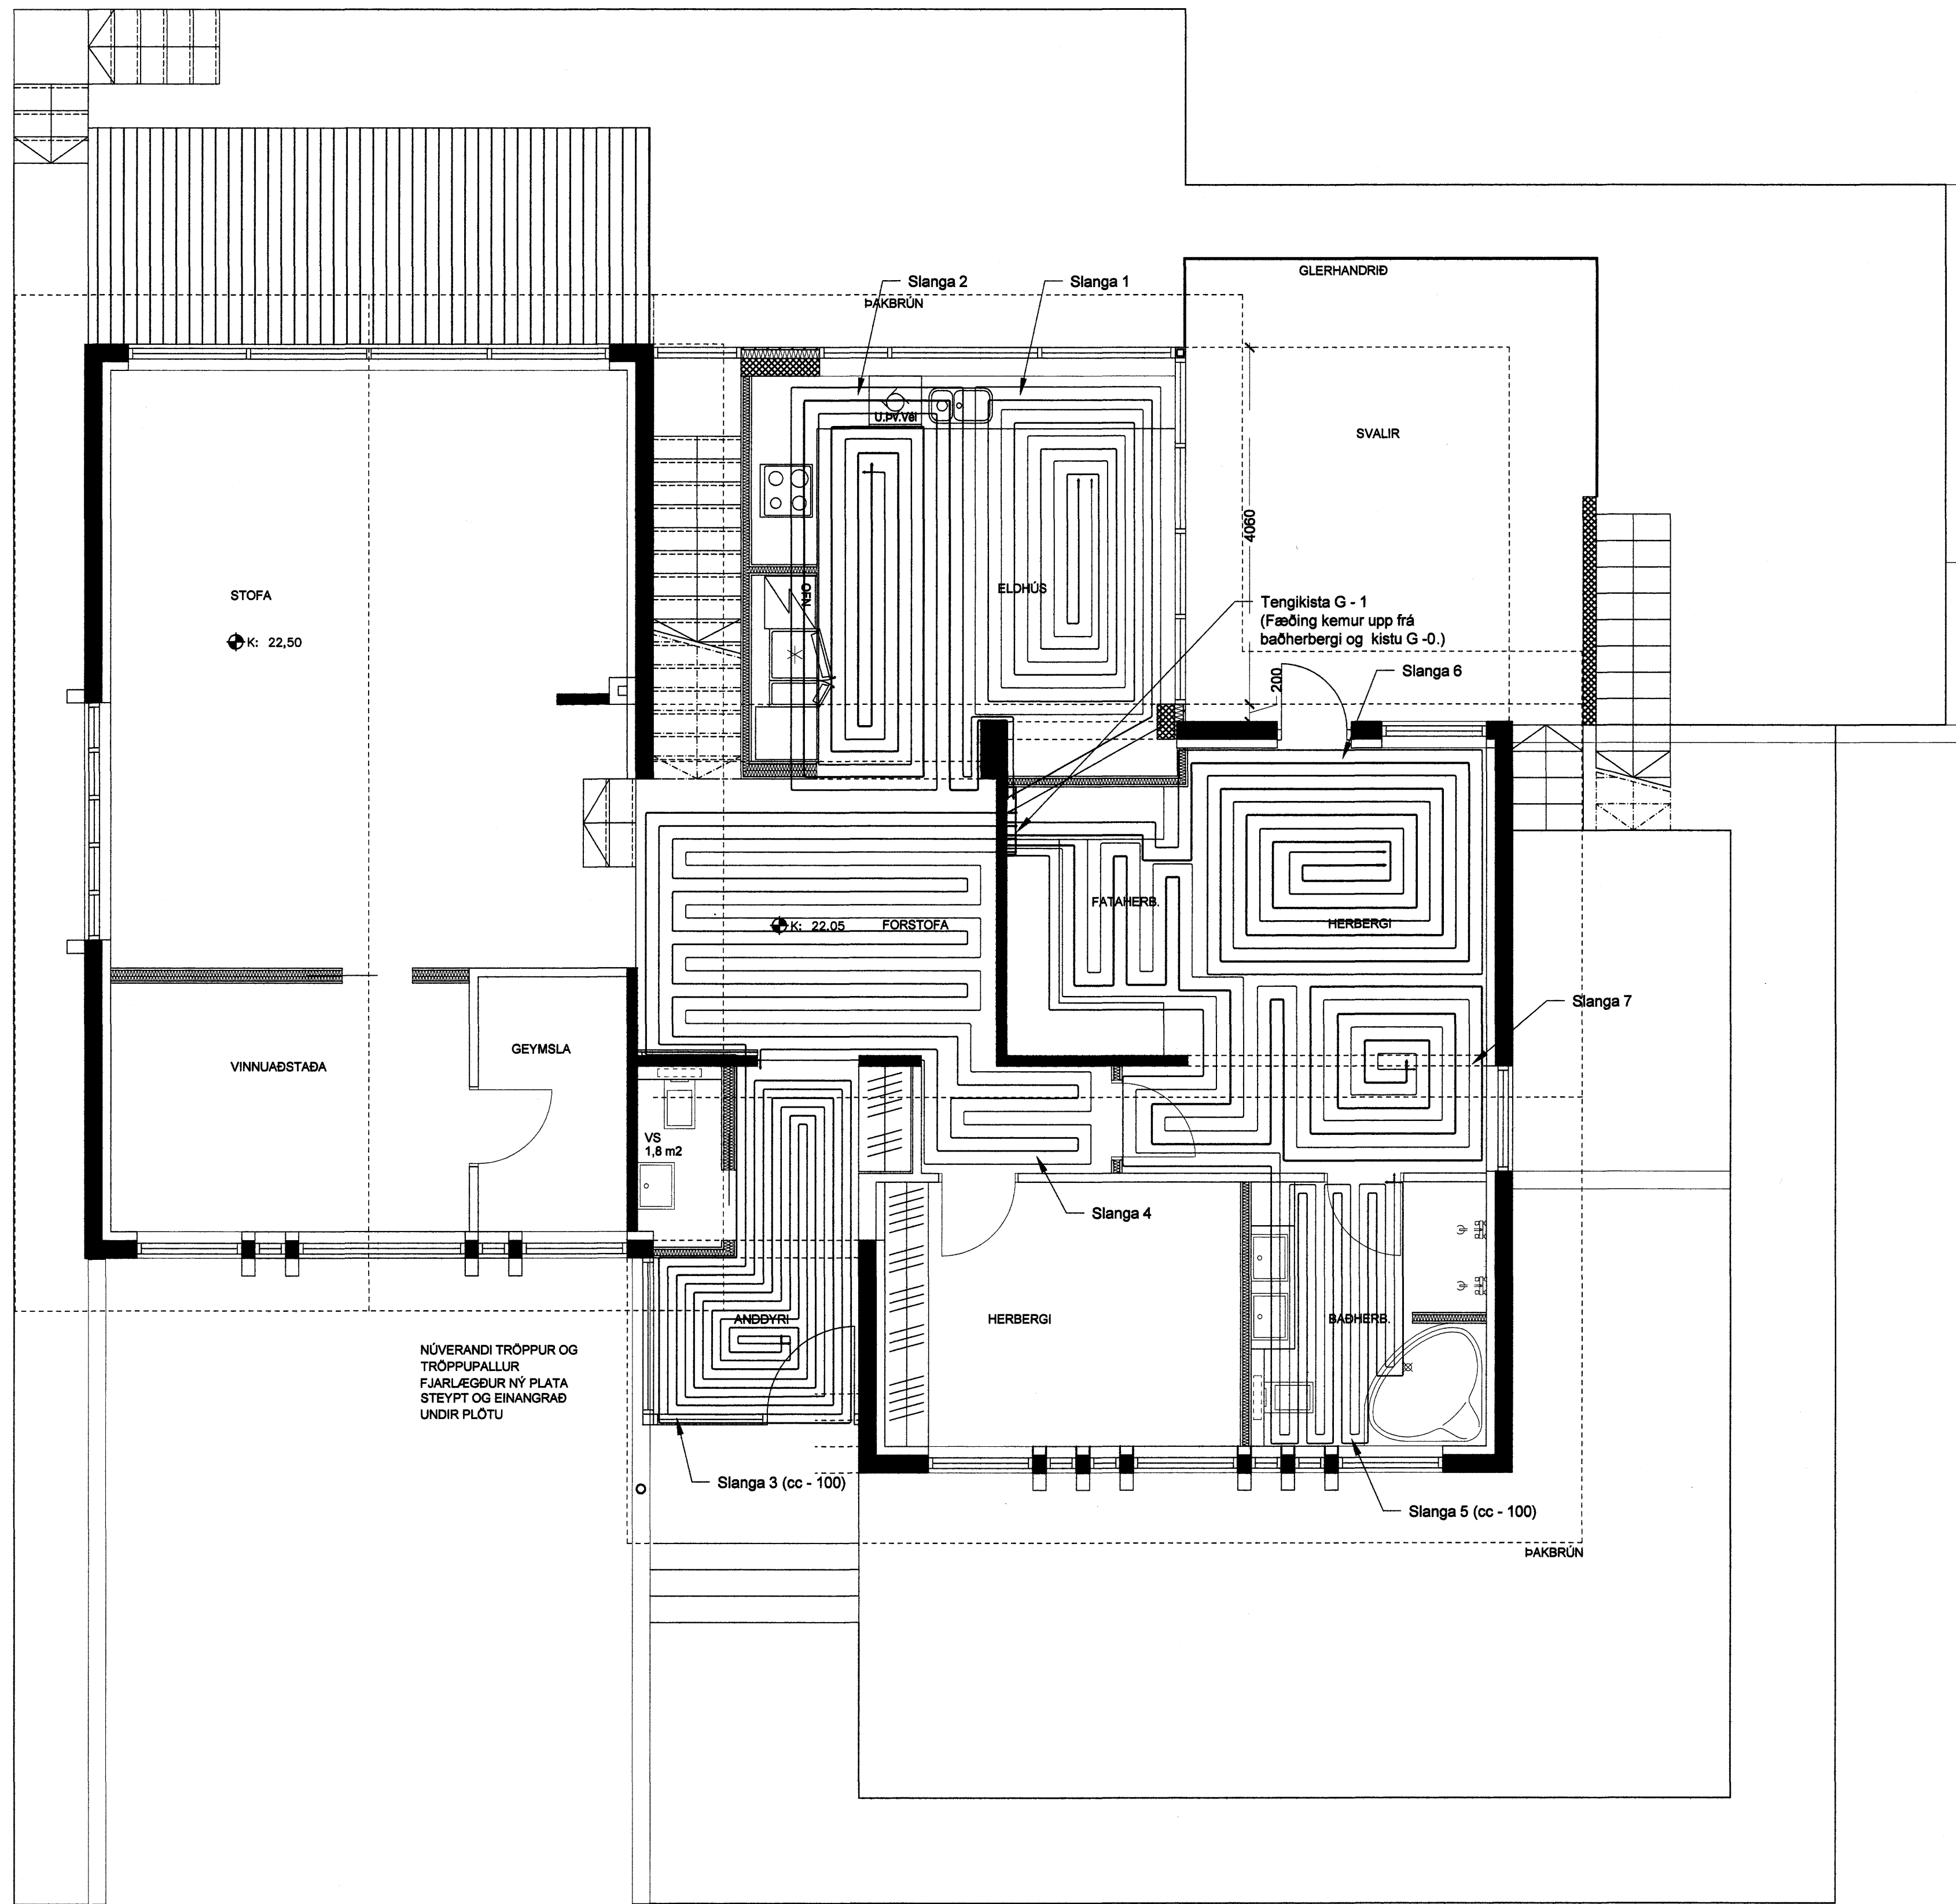 GLERHANDRIÐ
Slanga 2
Slanga 1
ÞAKBRÚN
U.ÞV.Vél
SVALIR
4060
STOFA
OFN
ELDHÚS
Tengikista G - 1
(Fæðing kemur upp frá
baðherbergi og kistu G -0.)
K: 22,50
200
Slanga 6
FATAHERB.
K: 22.05
FORSTOFA
HERBERGI
Slanga 7
GEYMSLA
VINNUAÐSTAÐA
VS
1,8 m2
Slanga 4
ANDDYRI
HERBERGI
BAÐHERB.
NÚVERANDI TRÖPPUR OG
TRÖPPUPALLUR
FJARLÆGÐUR NÝ PLATA
STEYPT OG EINANGRAÐ
UNDIR PLÖTU
Slanga 3 (cc - 100)
Slanga 5 (cc - 100)
ÞAKBRÚN